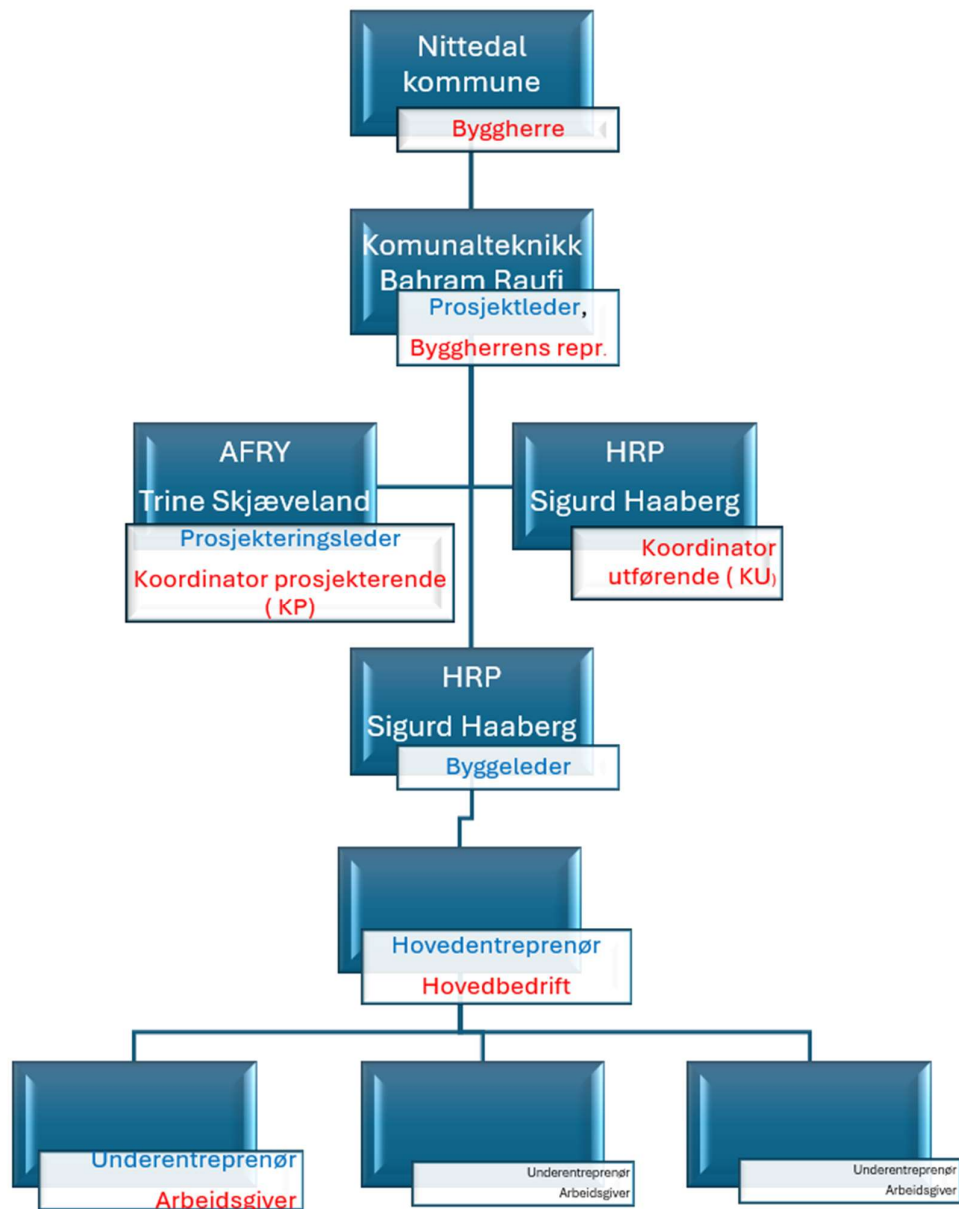 Nittedal
kommune
Byggherre
Komunalteknikk
Bahram Raufi
Prosjektleder,
Byggherrens repr.
AFRY
Trine Skjæveland
Prosjekteringsleder
Koordinator prosjekterende
( KP)
HRP
Sigurd Haaberg
Koordinator
utførende ( KU)
HRP
Sigurd Haaberg
Byggeleder
Hovedentreprenør
Hovedbedrift
Underentreprenør
Arbeidsgiver
Underentreprenør
Arbeidsgiver
Underentreprenør
Arbeidsgiver